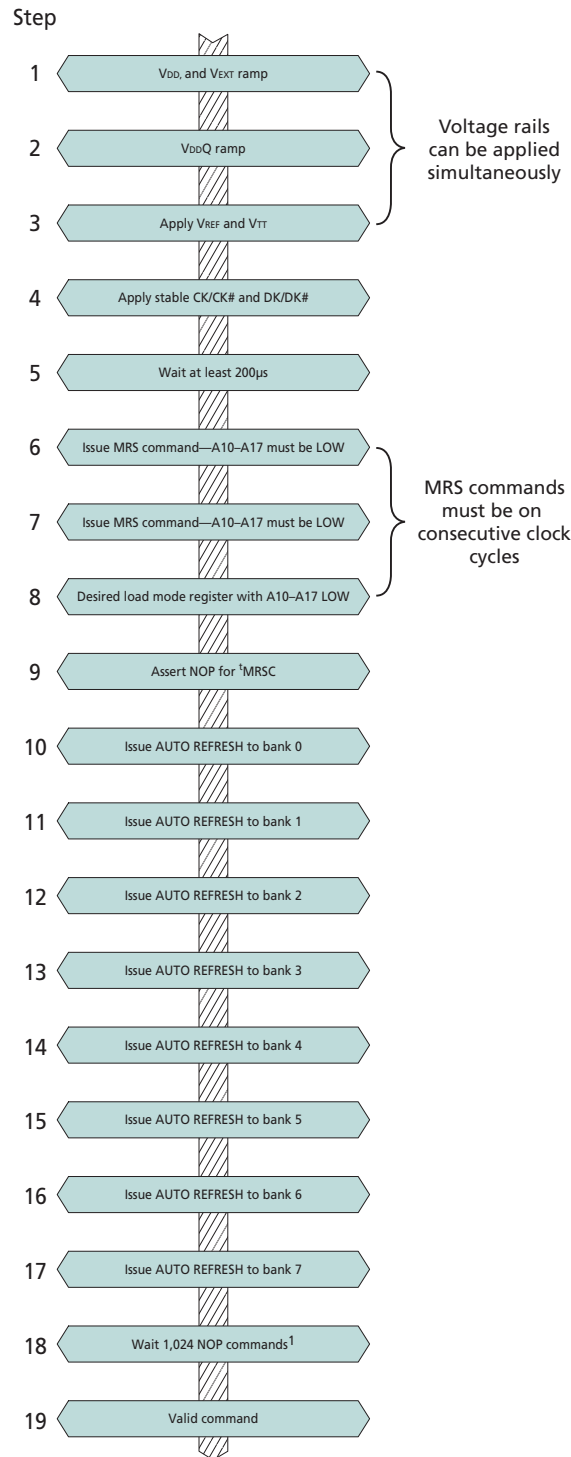 Step
1
VDD, and VEXT ramp
2
VDDQ ramp
3
Apply VREF and VTT
Voltage rails
can be applied
simultaneously
4
Apply stable CK/CK# and DK/DK#
5
Wait at least 200µs
6
Issue MRS command—A10–A17 must be LOW
7
Issue MRS command—A10–A17 must be LOW
8
Desired load mode register with A10–A17 LOW
MRS commands
must be on
consecutive clock
cycles
9
Assert NOP for tMRSC
10
Issue AUTO REFRESH to bank 0
11
Issue AUTO REFRESH to bank 1
12
Issue AUTO REFRESH to bank 2
13
Issue AUTO REFRESH to bank 3
14
Issue AUTO REFRESH to bank 4
15
Issue AUTO REFRESH to bank 5
16
Issue AUTO REFRESH to bank 6
17
Issue AUTO REFRESH to bank 7
18
Wait 1,024 NOP commands1
19
Valid command